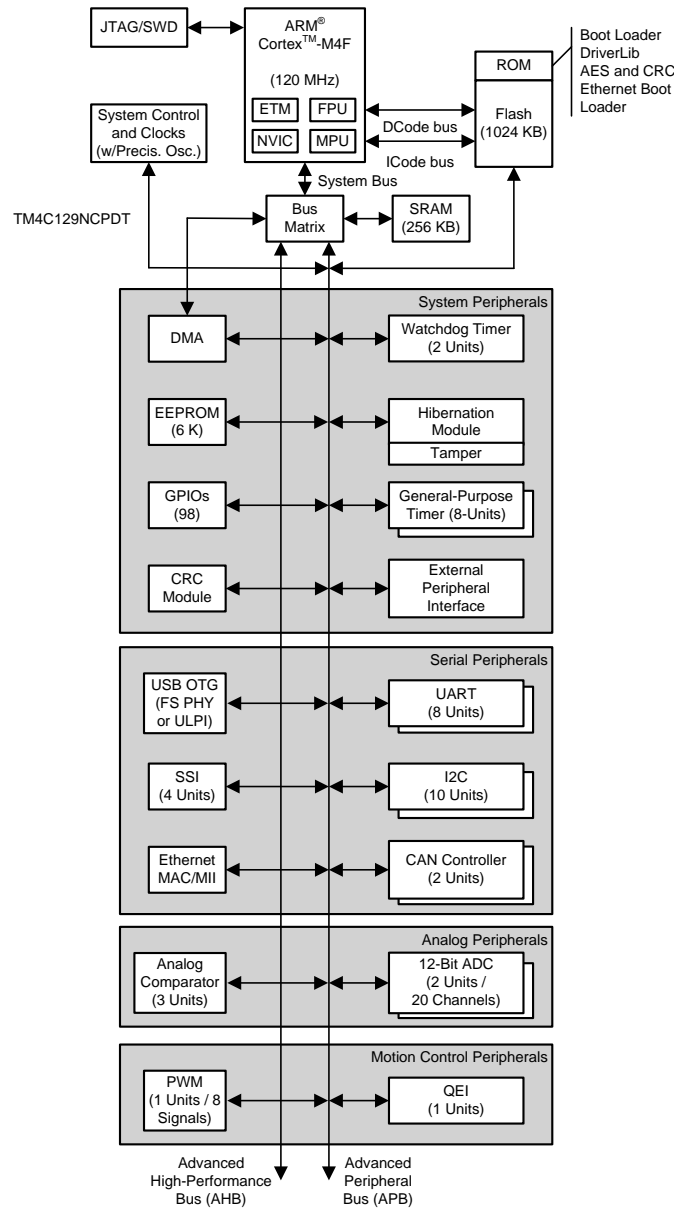 JTAG/SWD
ARM®
Cortex™-M4F
(120 MHz)
ETM
FPU
NVIC
MPU
Boot Loader
DriverLib
AES and CRC
Ethernet Boot
Loader
ROM
Flash
(1024 KB)
DCode bus
ICode bus
System Control
and Clocks
(w/Precis. Osc.)
System Bus
TM4C129NCPDT
Bus
Matrix
SRAM
(256 KB)
System Peripherals
DMA
Watchdog Timer
(2 Units)
EEPROM
(6 K)
Hibernation
Module
Tamper
GPIOs
(98)
General-Purpose
Timer (8-Units)
CRC
Module
External
Peripheral
Interface
Serial Peripherals
USB OTG
(FS PHY
or ULPI)
UART
(8 Units)
SSI
(4 Units)
I2C
(10 Units)
Ethernet
MAC/MII
CAN Controller
(2 Units)
Analog Peripherals
Analog
Comparator
(3 Units)
12-Bit ADC
(2 Units /
20 Channels)
Motion Control Peripherals
PWM
(1 Units / 8
Signals)
QEI
(1 Units)
Advanced
High-Performance
Bus (AHB)
Advanced
Peripheral
Bus (APB)